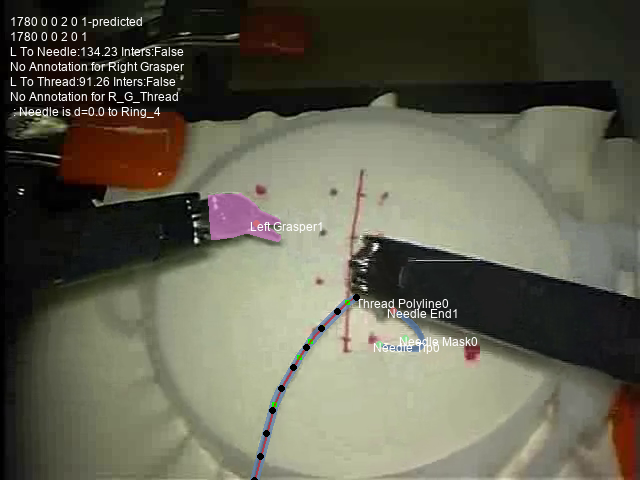 1780 0 0 2 0 1-predicted
1780 0 0 2 0 1
L To Needle:134.23 Inters:False
No Annotation for Right Grasper
L To Thread:91.26 Inters:False
No Annotation for R_G_Thread
: Needle is d=0.0 to Ring_4
Left Grasper1
Thread Polyline0
Needle End1
Needle Mask0
Needle Tip0